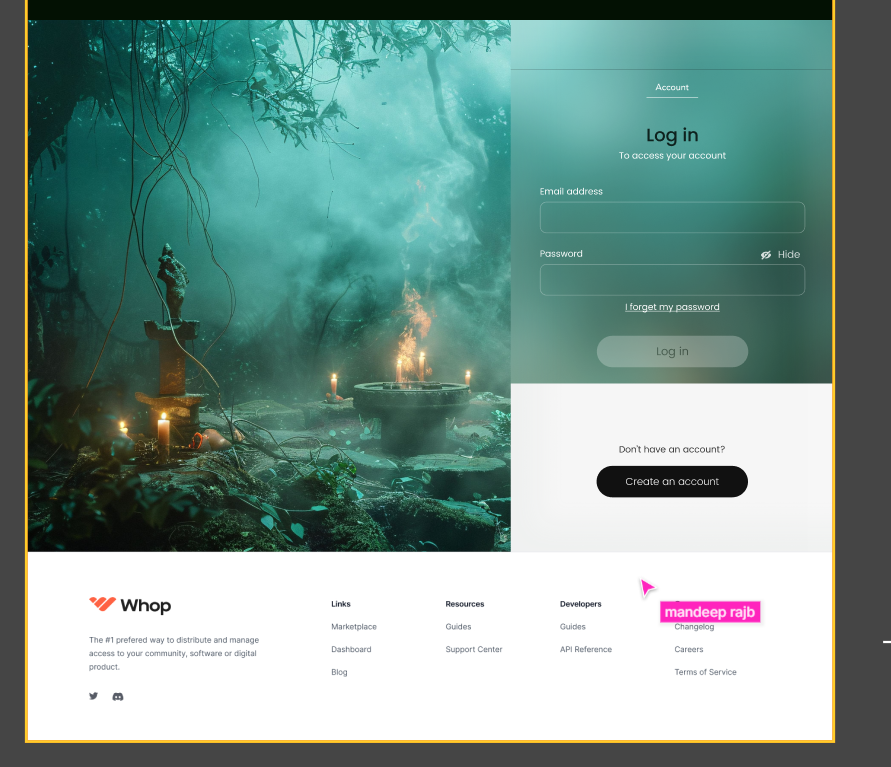 Account
Log in
To access your account
Email address
Password
Hide
I forget my password
Log in
Don't have an account?
Create an account
Whop
The #1 prefered way to distribute and manage
access to your community, software or digital
product.
Links
Marketplace
Dashboard
Blog
Resources
Guides
Support Center
Developers
Guides
API Reference
mandeep rajb
Changelog
Careers
Terms of Service